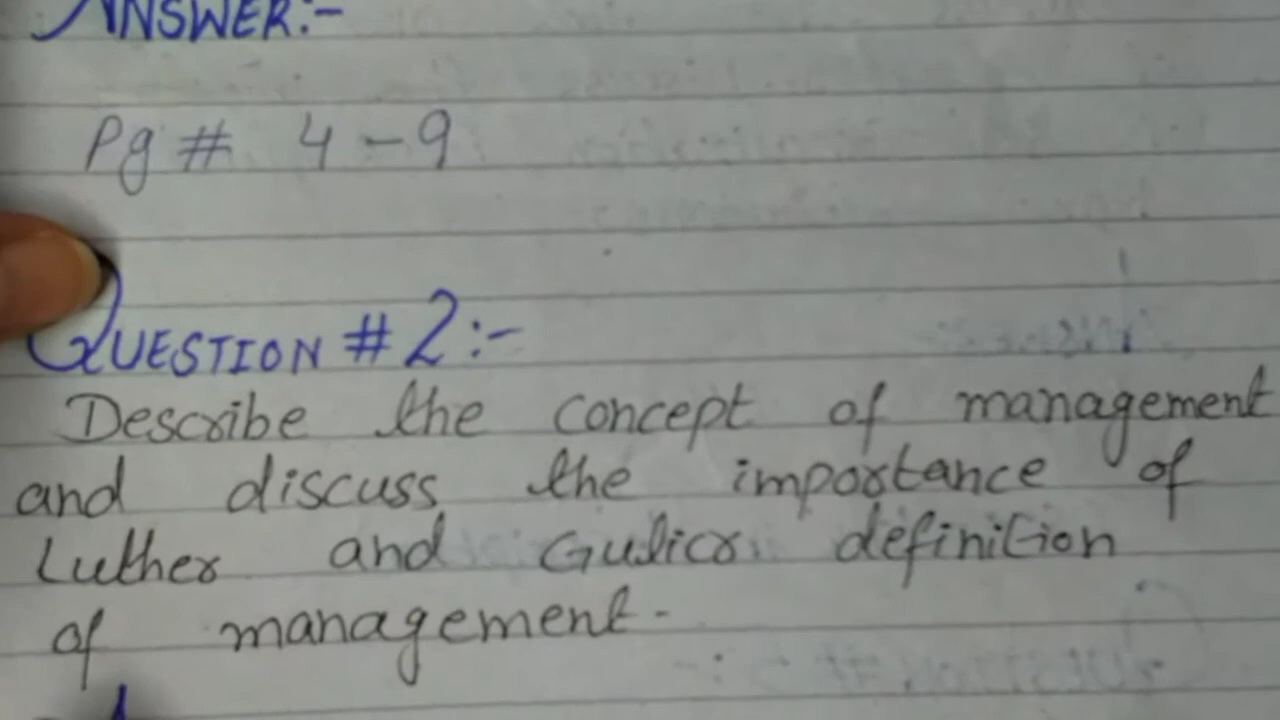 ANSWER:-
Pg # 4-9
QUESTION #2:-
Describe the concept of management
and discuss the importance of
Luther and Gulicr definition
of management.